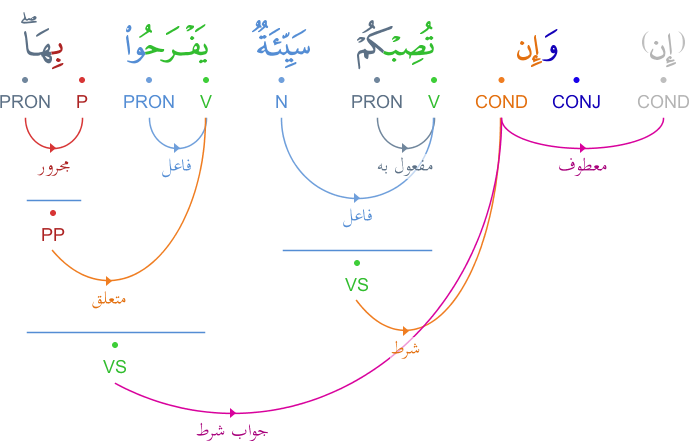 (إِن) وَإِن تُصِبْكُمْ سَيِّئَةٌ يَفْرَحُوا۟ بِهَا ۖ
COND CONJ COND V PRON N V PRON P PRON
معطوف مفعول به فاعل مجرور
فاعل
PP
VS
متعلق
شرط
VS
جواب شرط